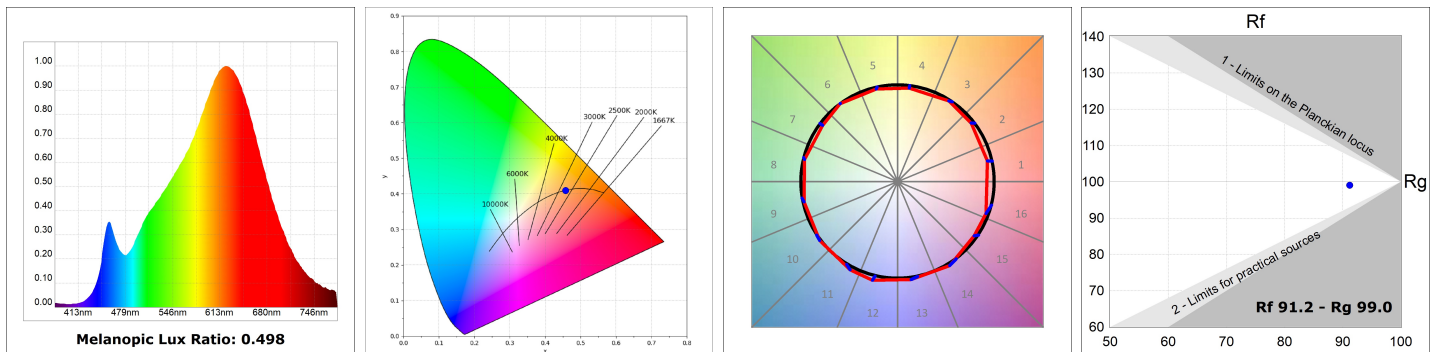 1.00
0.90
0.80
0.70
0.60
0.50
0.40
0.30
0.20
0.10
0.00
413nm 479nm 546nm 613nm 680nm 746nm
Melanopic Lux Ratio: 0.498
0.9
0.8
0.7
0.6
0.5
0.4
0.3
0.2
0.1
0.0
y
0.0 0.1 0.2 0.3 0.4 0.5 0.6 0.7 0.8
x
10000K
6000K
4000K
3000K
2500K
2000K
1667K
1
2
3
4
5
6
7
8
9
10
11
12
13
14
15
16
Rf
140
130
120
110
100
90
80
70
60
Rg
1 - Limits on the Planckian locus
2 - Limits for practical sources
Rf 91.2 - Rg 99.0
50 60 70 80 90 100